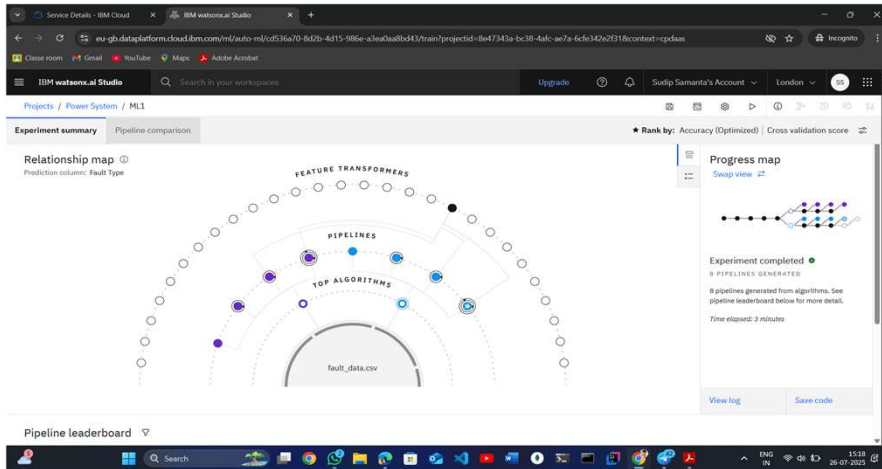 Service Details - IBM Cloud
IBM watsonx.ai Studio
eu-gb.dataplatform.cloud.ibm.com/ml/auto-ml/cd536a70-8d2b-4d15-986e-a3ea0aa8bd43/train?projectid=8e47343a-bc38-4afc-ae7a-6cfe342e2f31&context=cpdaas
Incognito
Classe room
Gmail
YouTube
Maps
Adobe Acrobat
IBM watsonx.ai Studio
Search in your workspaces
Upgrade
Sudip Samanta's Account
London
SS
Projects / Power System / ML1
Experiment summary
Pipeline comparison
Rank by: Accuracy (Optimized) | Cross validation score
Relationship map
Prediction column: Fault Type
FEATURE TRANSFORMERS
PIPELINES
TOP ALGORITHMS
fault_data.csv
Progress map
Swap view
Experiment completed
8 PIPELINES GENERATED
8 pipelines generated from algorithms. See
pipeline leaderboard below for more detail.
Time elapsed: 3 minutes
View log
Save code
Pipeline leaderboard
Search
ENG
IN
15:18
26-07-2025